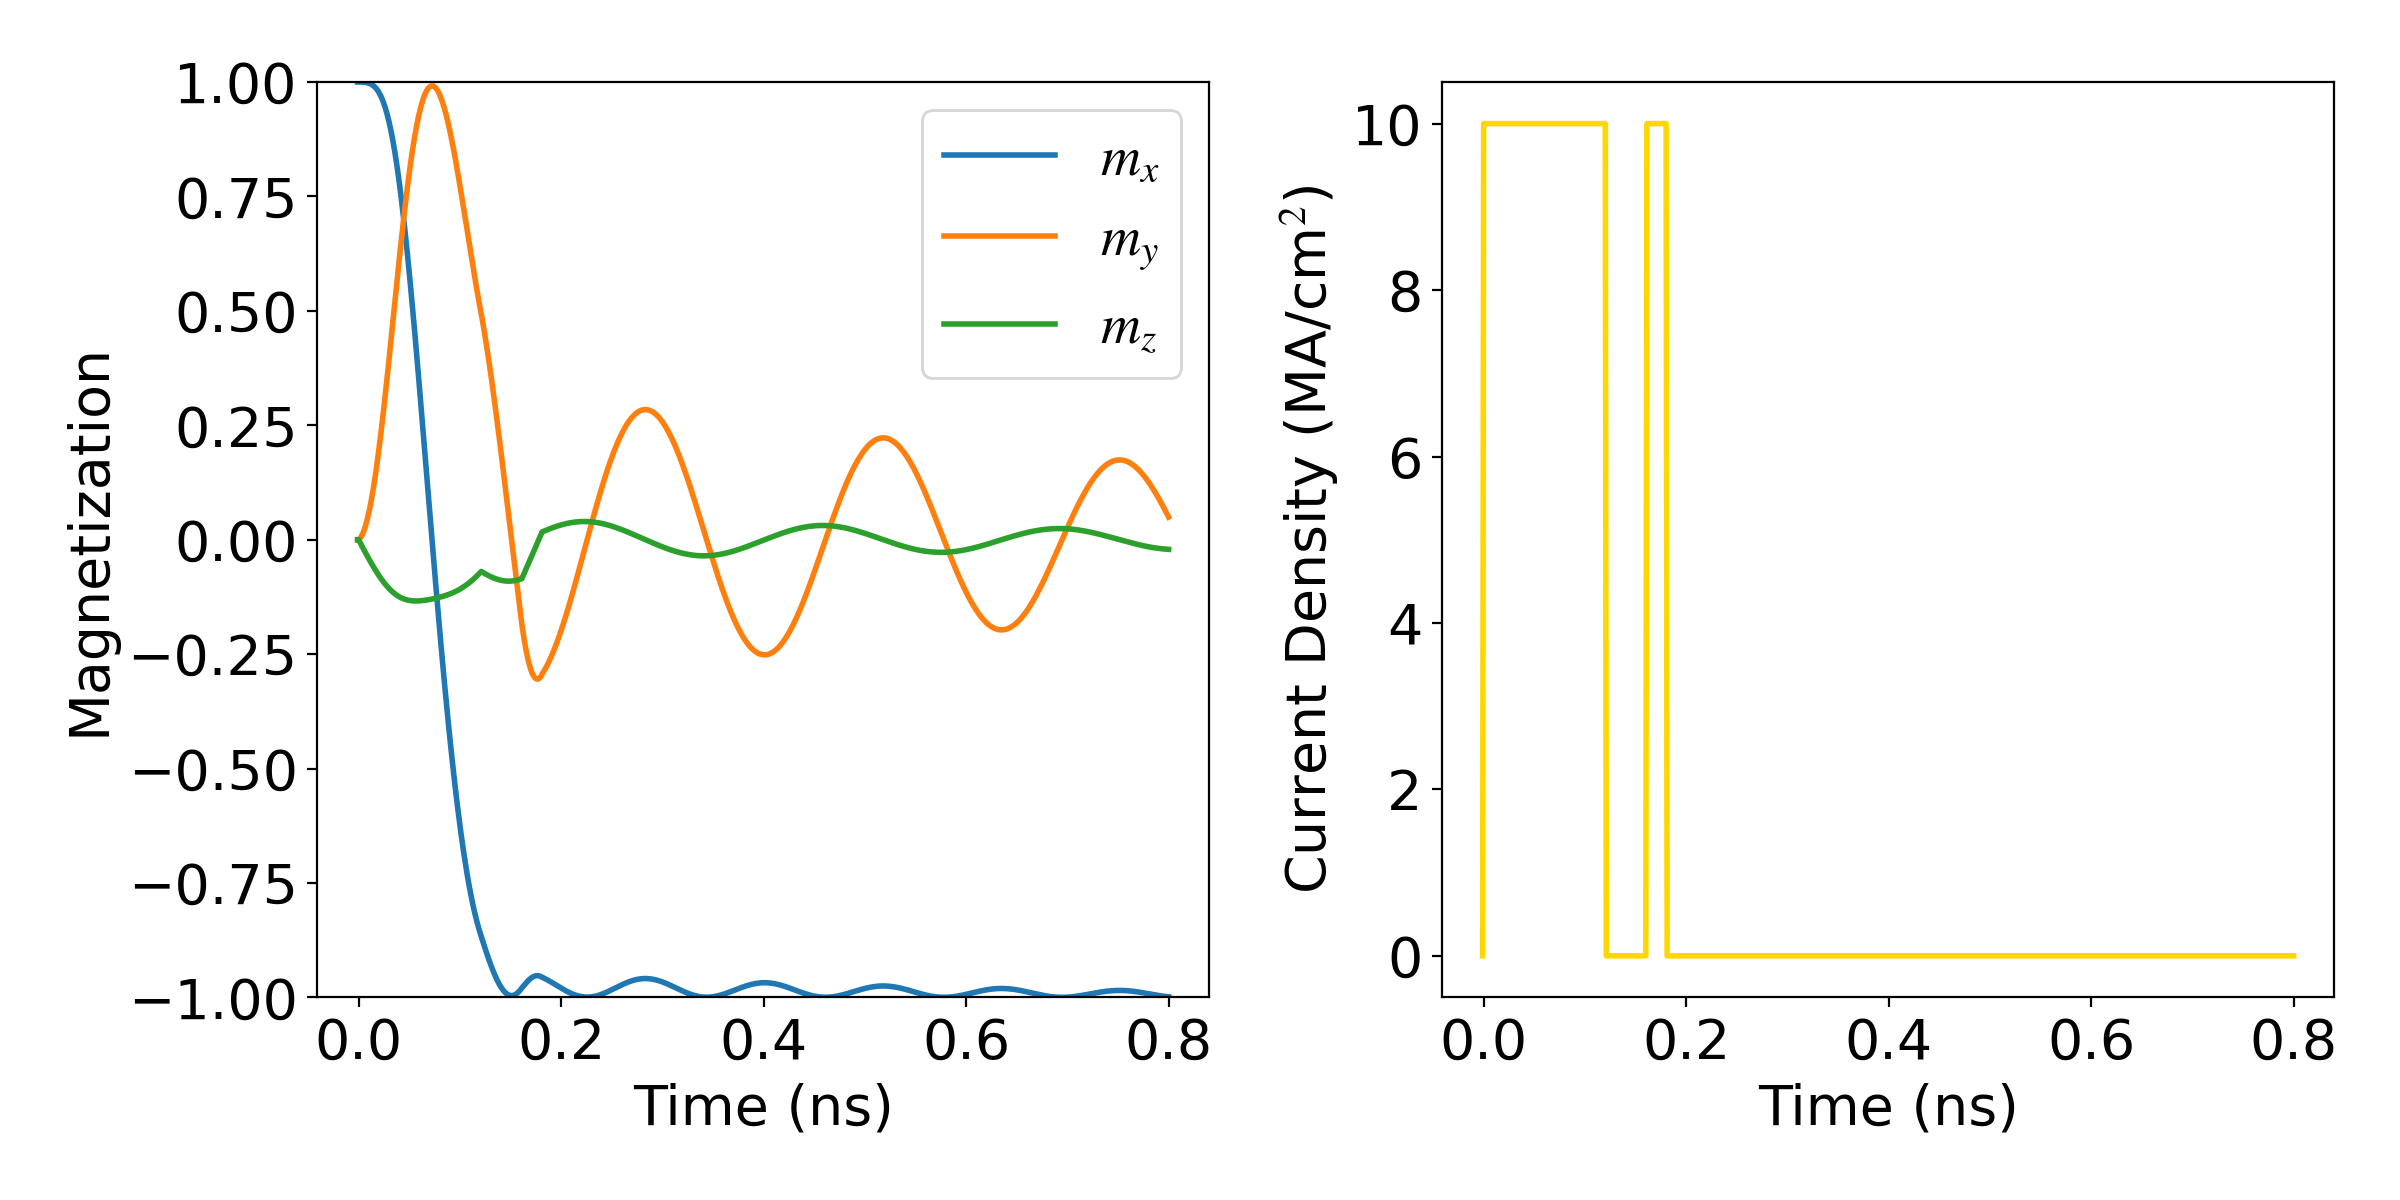 Magnetization
1.00
0.75
0.50
0.25
0.00
−0.25
−0.50
−0.75
−1.00
0.0 0.2 0.4 0.6 0.8
Time (ns)
m_x
m_y
m_z
Current Density (MA/cm²)
10
8
6
4
2
0
0.0 0.2 0.4 0.6 0.8
Time (ns)